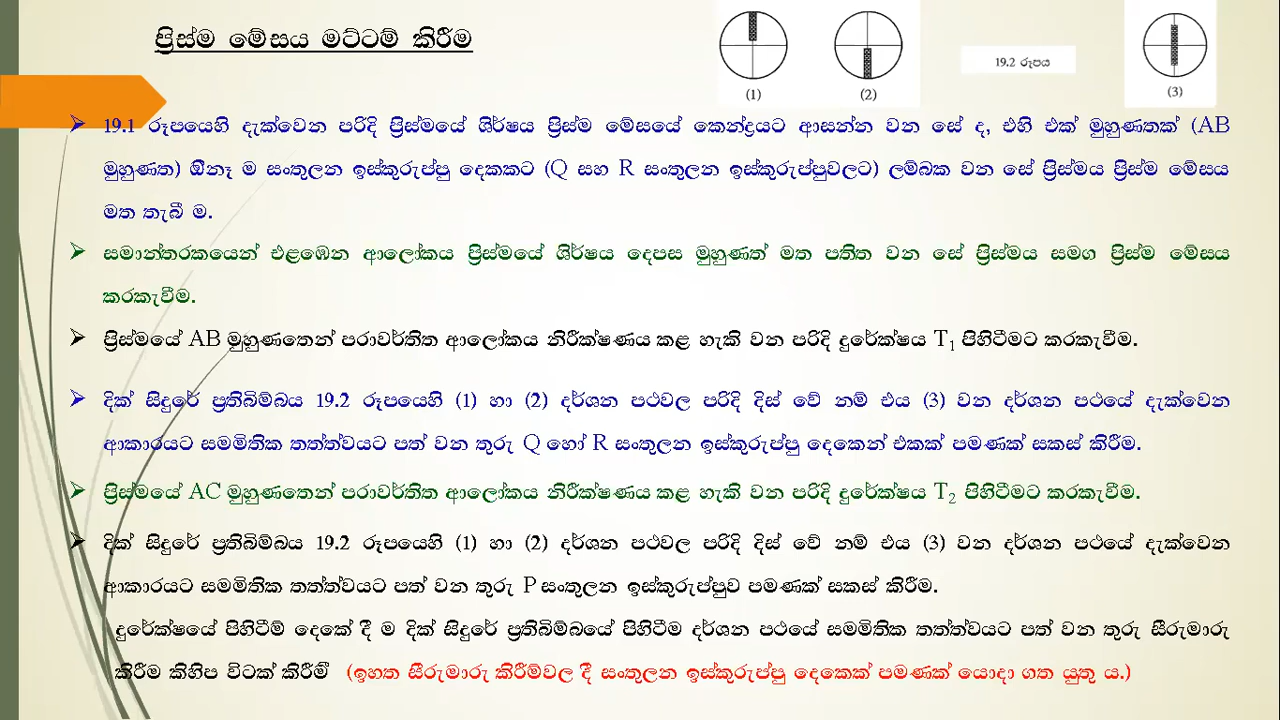 ප්‍රිස්ම මේසය මට්ටම් කිරීම
(1)
(2)
19.2 රූපය
(3)
19.1 රූපයෙහි දැක්වෙන පරිදි ප්‍රිස්මයේ ශීර්ෂය ප්‍රිස්ම මේසයේ කේන්ද්‍රයට ආසන්න වන සේ ද, එහි එක් මුහුණතක් (AB
මුහුණත) ඕනෑ ම සංතුලන ඉස්කුරුප්පු දෙකකට (Q සහ R සංතුලන ඉස්කුරුප්පුවලට) ලම්බක වන සේ ප්‍රිස්මය ප්‍රිස්ම මේසය
මත තැබී ම.
සමාන්තරකයෙන් එළඹෙන ආලෝකය ප්‍රිස්මයේ ශීර්ෂය දෙපස මුහුණත් මත පතිත වන සේ ප්‍රිස්මය සමග ප්‍රිස්ම මේසය
කරකැවීම.
ප්‍රිස්මයේ AB මුහුණතෙන් පරාවර්තිත ආලෝකය නිරීක්ෂණය කළ හැකි වන පරිදි දුරේක්ෂය T₁ පිහිටීමට කරකැවීම.
දික් සිදුරේ ප්‍රතිබිම්බය 19.2 රූපයෙහි (1) හා (2) දර්ශන පථවල පරිදි දිස් වේ නම් එය (3) වන දර්ශන පථයේ දැක්වෙන
ආකාරයට සමමිතික තත්ත්වයට පත් වන තුරු Q හෝ R සංතුලන ඉස්කුරුප්පු දෙකෙන් එකක් පමණක් සකස් කිරීම.
ප්‍රිස්මයේ AC මුහුණතෙන් පරාවර්තිත ආලෝකය නිරීක්ෂණය කළ හැකි වන පරිදි දුරේක්ෂය T₂ පිහිටීමට කරකැවීම.
දික් සිදුරේ ප්‍රතිබිම්බය 19.2 රූපයෙහි (1) හා (2) දර්ශන පථවල පරිදි දිස් වේ නම් එය (3) වන දර්ශන පථයේ දැක්වෙන
ආකාරයට සමමිතික තත්ත්වයට පත් වන තුරු P සංතුලන ඉස්කුරුප්පුව පමණක් සකස් කිරීම.
දුරේක්ෂයේ පිහිටීම් දෙකේ දී ම දික් සිදුරේ ප්‍රතිබිම්බයේ පිහිටීම දර්ශන පථයේ සමමිතික තත්ත්වයට පත් වන තුරු සීරුමාරු
කිරීම කිහිප විටක් කිරීමී (ඉහත සීරුමාරු කිරීම්වල දී සංතුලන ඉස්කුරුප්පු දෙකෙක් පමණක් යොදා ගත යුතු ය.)